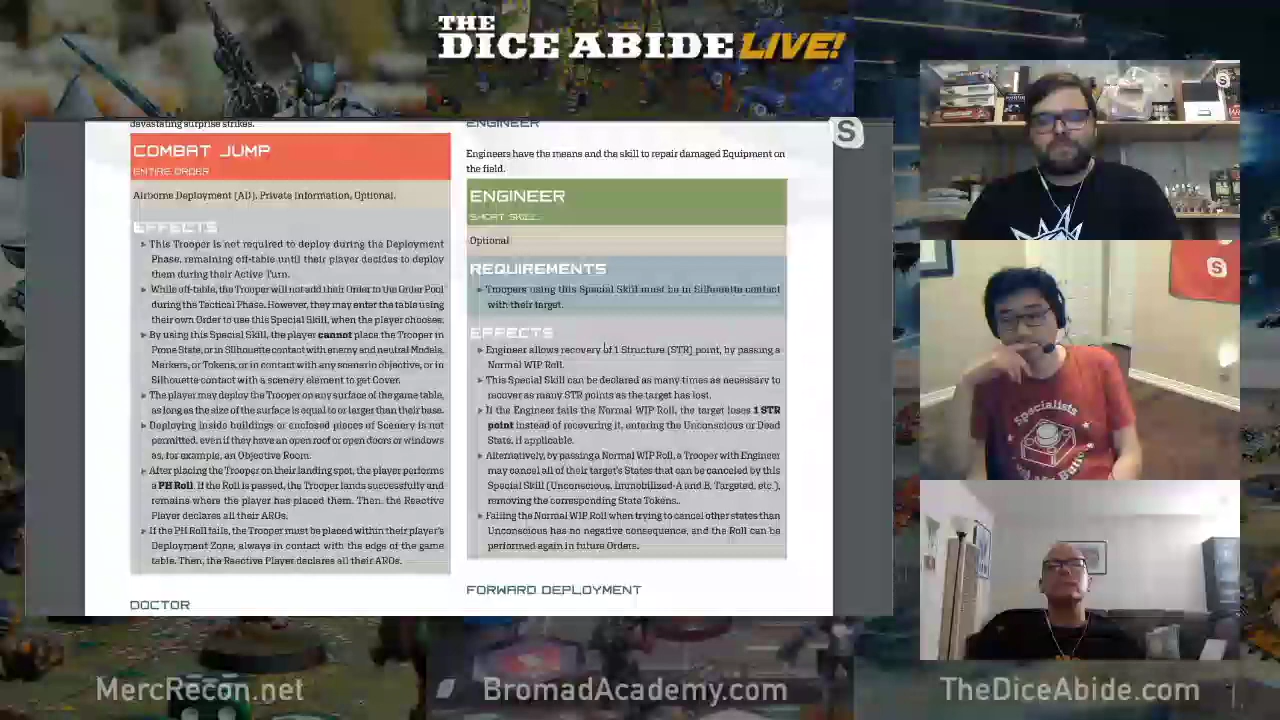 THE
DICE ABIDE LIVE!
devastating surprise strikes.
COMBAT JUMP
ENTIRE ORDER
Airborne Deployment (AD), Private Information, Optional.
EFFECTS
► This Trooper is not required to deploy during the Deployment
Phase, remaining off-table until their player decides to deploy
them during their Active Turn.
► While off-table, the Trooper will not add their Order to the Order Pool
during the Tactical Phase. However, they may enter the table using
their own Order to use this Special Skill, when the player chooses.
► By using this Special Skill, the player cannot place the Trooper in
Prone State, or in Silhouette contact with enemy and neutral Models,
Markers, or Tokens, or in contact with any scenario objective, or in
Silhouette contact with a scenery element to get Cover.
► The player may deploy the Trooper on any surface of the game table,
as long as the size of the surface is equal to or larger than their base.
► Deploying inside buildings or enclosed pieces of Scenery is not
permitted, even if they have an open roof or open doors or windows
as, for example, an Objective Room.
► After placing the Trooper on their landing spot, the player performs
a PH Roll. If the Roll is passed, the Trooper lands successfully and
remains where the player has placed them. Then, the Reactive
Player declares all their AROs.
► If the PH Roll fails, the Trooper must be placed within their player's
Deployment Zone, always in contact with the edge of the game
table. Then, the Reactive Player declares all their AROs.
DOCTOR
ENGINEER
Engineers have the means and the skill to repair damaged Equipment on
the field.
ENGINEER
SHORT SKILL
Optional
REQUIREMENTS
► Troopers using this Special Skill must be in Silhouette contact
with their target.
EFFECTS
► Engineer allows recovery of 1 Structure (STR) point, by passing a
Normal WIP Roll.
► This Special Skill can be declared as many times as necessary to
recover as many STR points as the target has lost.
► If the Engineer fails the Normal WIP Roll, the target loses 1 STR
point instead of recovering it, entering the Unconscious or Dead
State, if applicable.
► Alternatively, by passing a Normal WIP Roll, a Trooper with Engineer
may cancel all of their target's States that can be canceled by this
Special Skill (Unconscious, Immobilized-A and B, Targeted, etc.),
removing the corresponding State Tokens..
► Failing the Normal WIP Roll when trying to cancel other states than
Unconscious has no negative consequence, and the Roll can be
performed again in future Orders.
FORWARD DEPLOYMENT
S
S
S
Specialists
MercRecon.net
BromadAcademy.com
TheDiceAbide.com